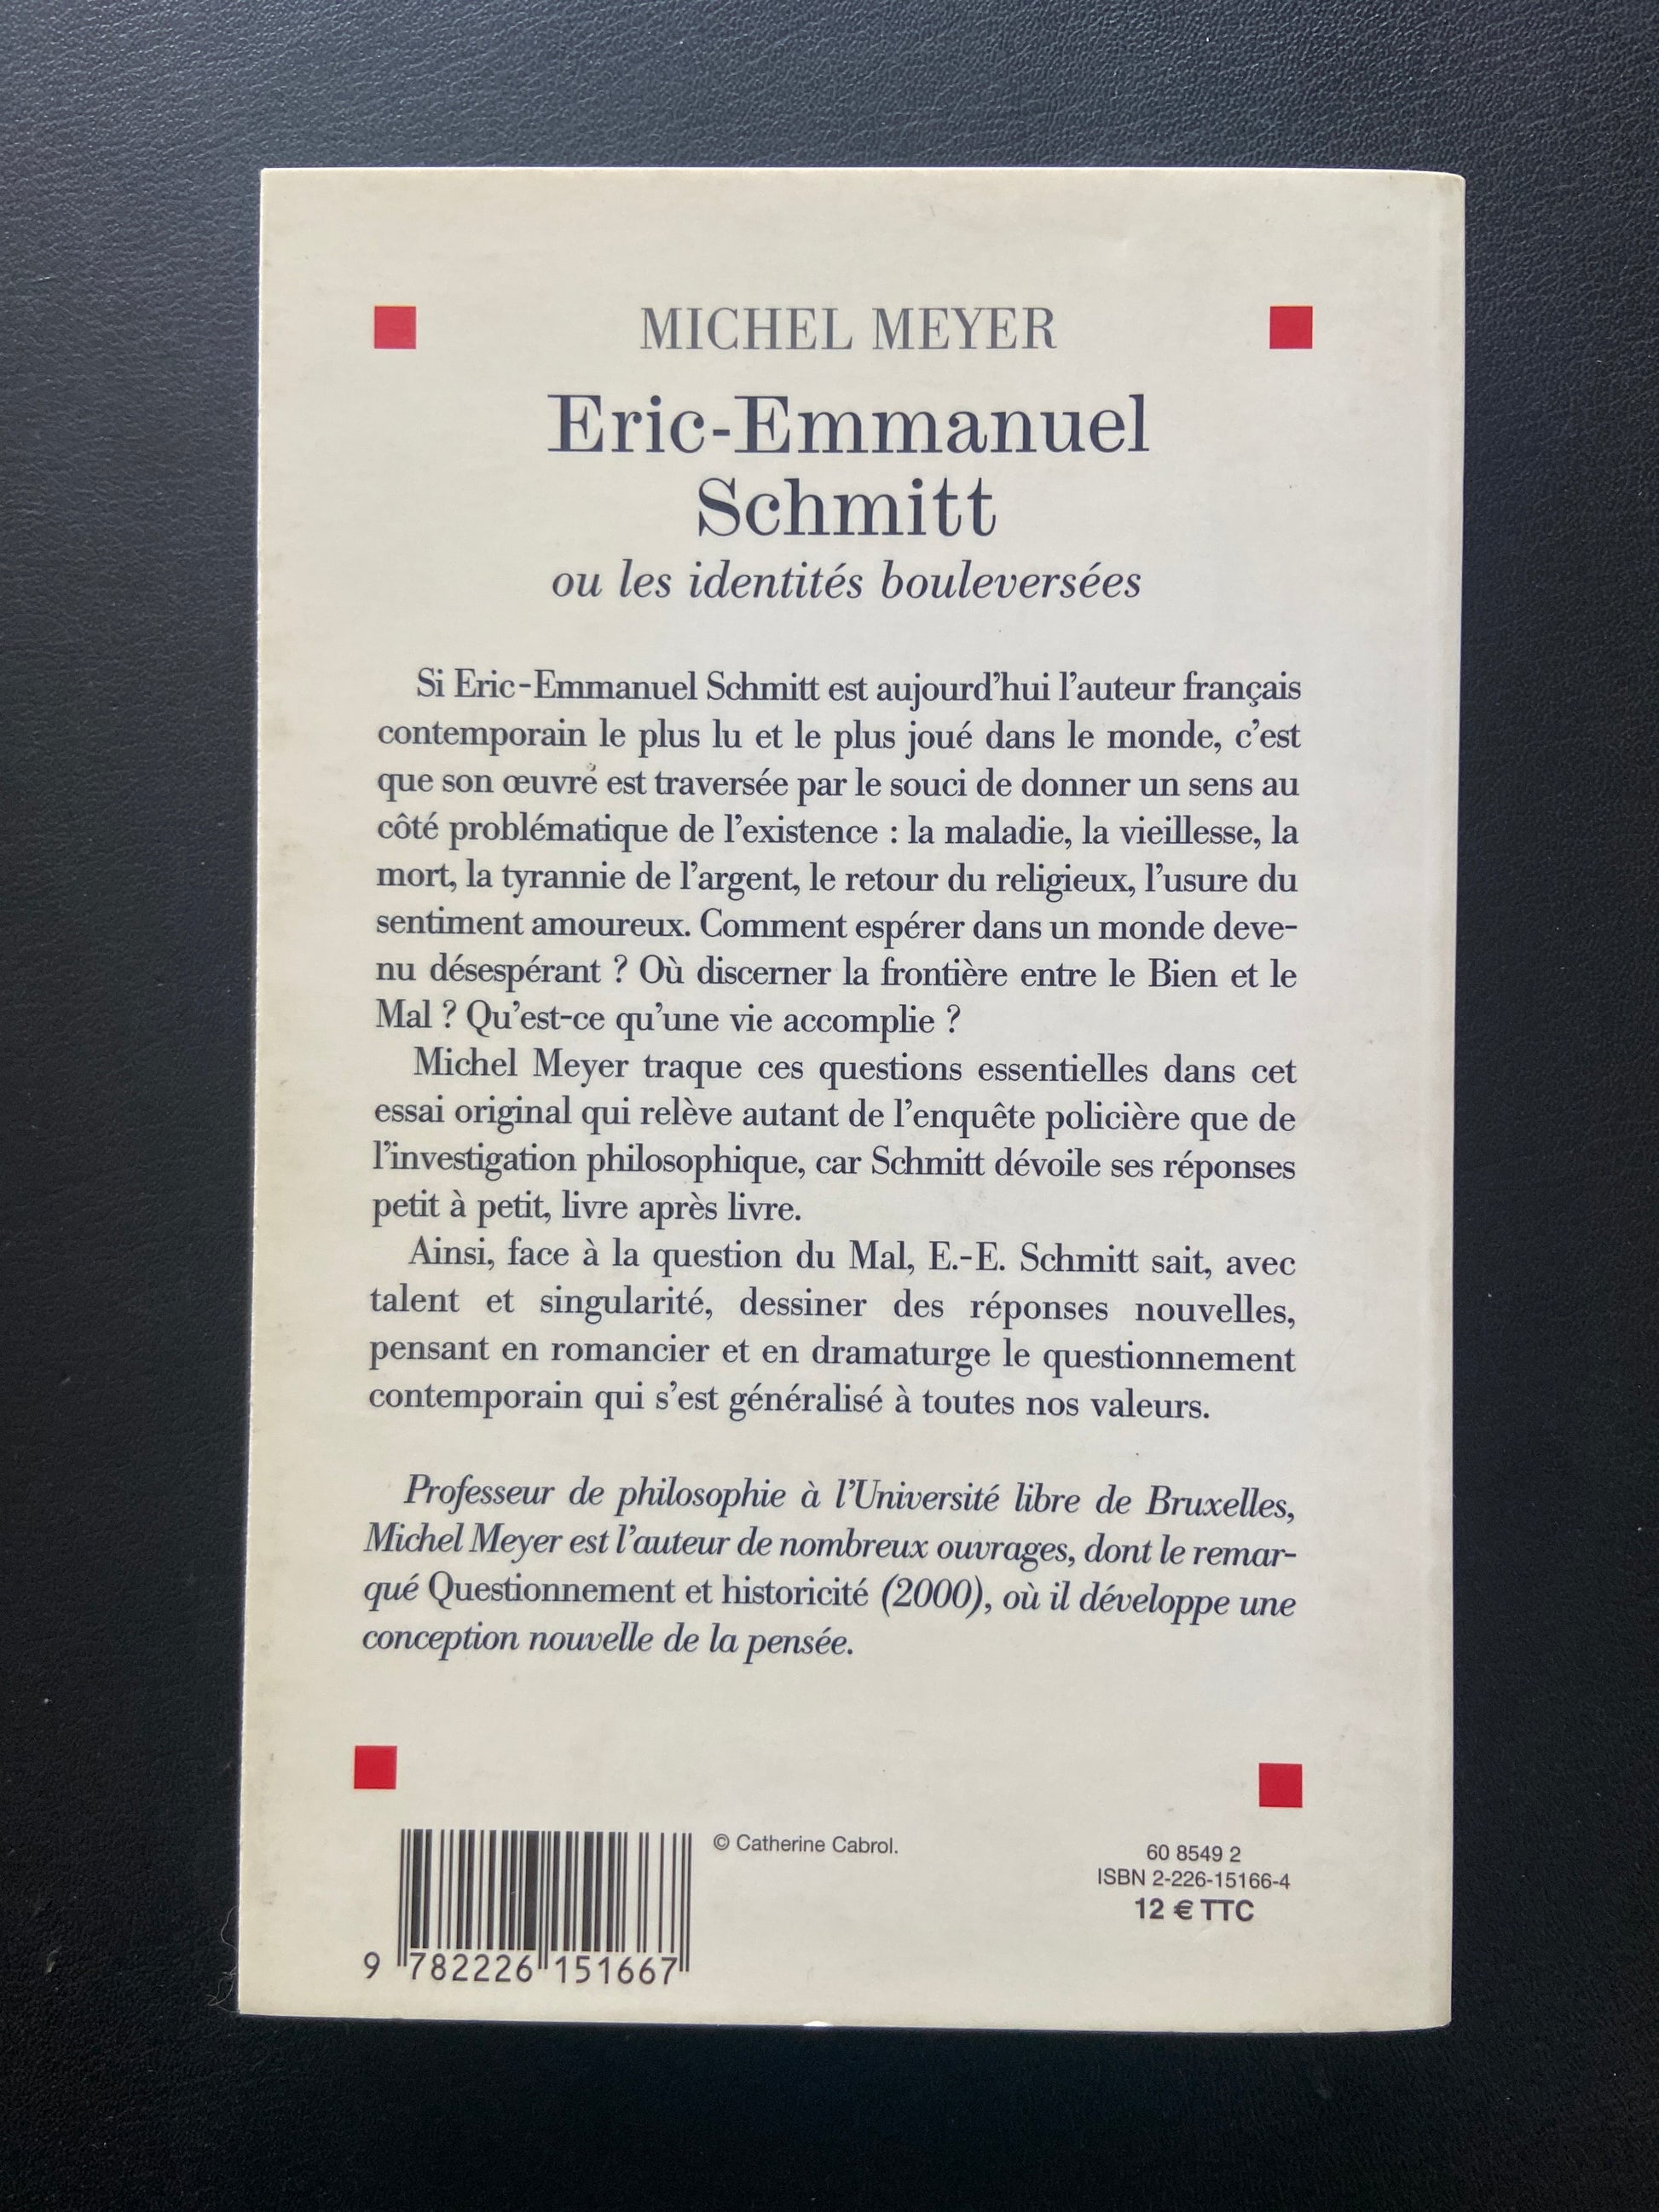 MICHEL MEYER
Eric-Emmanuel
Schmitt
ou les identités bouleversées
Si Eric-Emmanuel Schmitt est aujourd'hui l'auteur français
contemporain le plus lu et le plus joué dans le monde, c'est
que son œuvre est traversée par le souci de donner un sens au
côté problématique de l'existence : la maladie, la vieillesse, la
mort, la tyrannie de l'argent, le retour du religieux, l'usure du
sentiment amoureux. Comment espérer dans un monde deve-
nu désespérant ? Où discerner la frontière entre le Bien et le
Mal ? Qu'est-ce qu'une vie accomplie ?
Michel Meyer traque ces questions essentielles dans cet
essai original qui relève autant de l'enquête policière que de
l'investigation philosophique, car Schmitt dévoile ses réponses
petit à petit, livre après livre.
Ainsi, face à la question du Mal, E.-E. Schmitt sait, avec
talent et singularité, dessiner des réponses nouvelles,
pensant en romancier et en dramaturge le questionnement
contemporain qui s'est généralisé à toutes nos valeurs.
Professeur de philosophie à l'Université libre de Bruxelles,
Michel Meyer est l'auteur de nombreux ouvrages, dont le remar-
qué Questionnement et historicité (2000), où il développe une
conception nouvelle de la pensée.
© Catherine Cabrol.
60 8549 2
ISBN 2-226-15166-4
12 € TTC
9 782226 151667